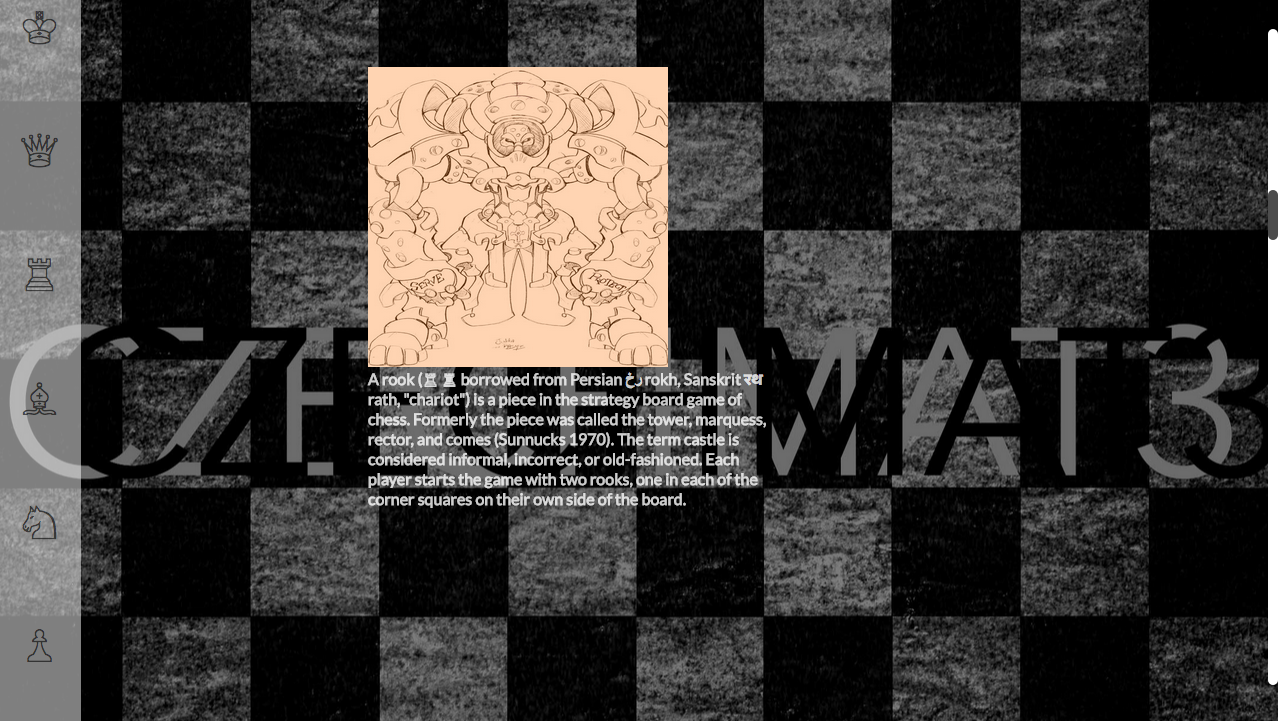 SERVE
PROTECT
A rook (♖ ♜ borrowed from Persian رخ rokh, Sanskrit रथ
rath, "chariot") is a piece in the strategy board game of
chess. Formerly the piece was called the tower, marquess,
rector, and comes (Sunnucks 1970). The term castle is
considered informal, incorrect, or old-fashioned. Each
player starts the game with two rooks, one in each of the
corner squares on their own side of the board.